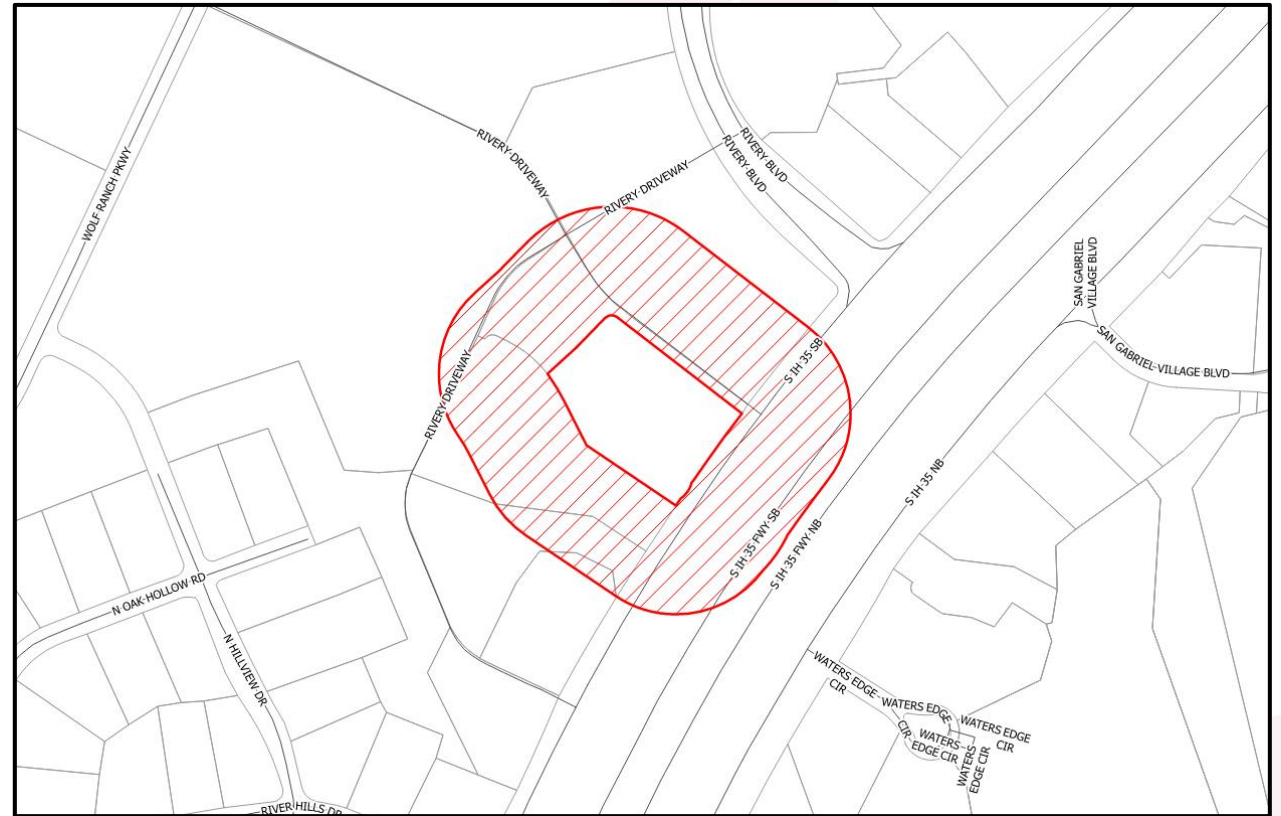 RIVERY DRIVEWAY
RIVERY BLVD
RIVERY BLVD
WOLF RANCH PKWY
RIVERY DRIVEWAY
SAN GABRIEL
VILLAGE BLVD
SAN GABRIEL VILLAGE BLVD
S IH 35 SB
RIVERY DRIVEWAY
S IH 35 NB
S IH 35 FWY SB
S IH 35 FWY NB
N OAK HOLLOW RD
N HILLVIEW DR
WATERS EDGE
CIR
WATERS EDGE
CIR
WATERS EDGE
CIR
WATERS
EDGE CIR
WATERS
EDGE CIR
RIVER HILLS DR